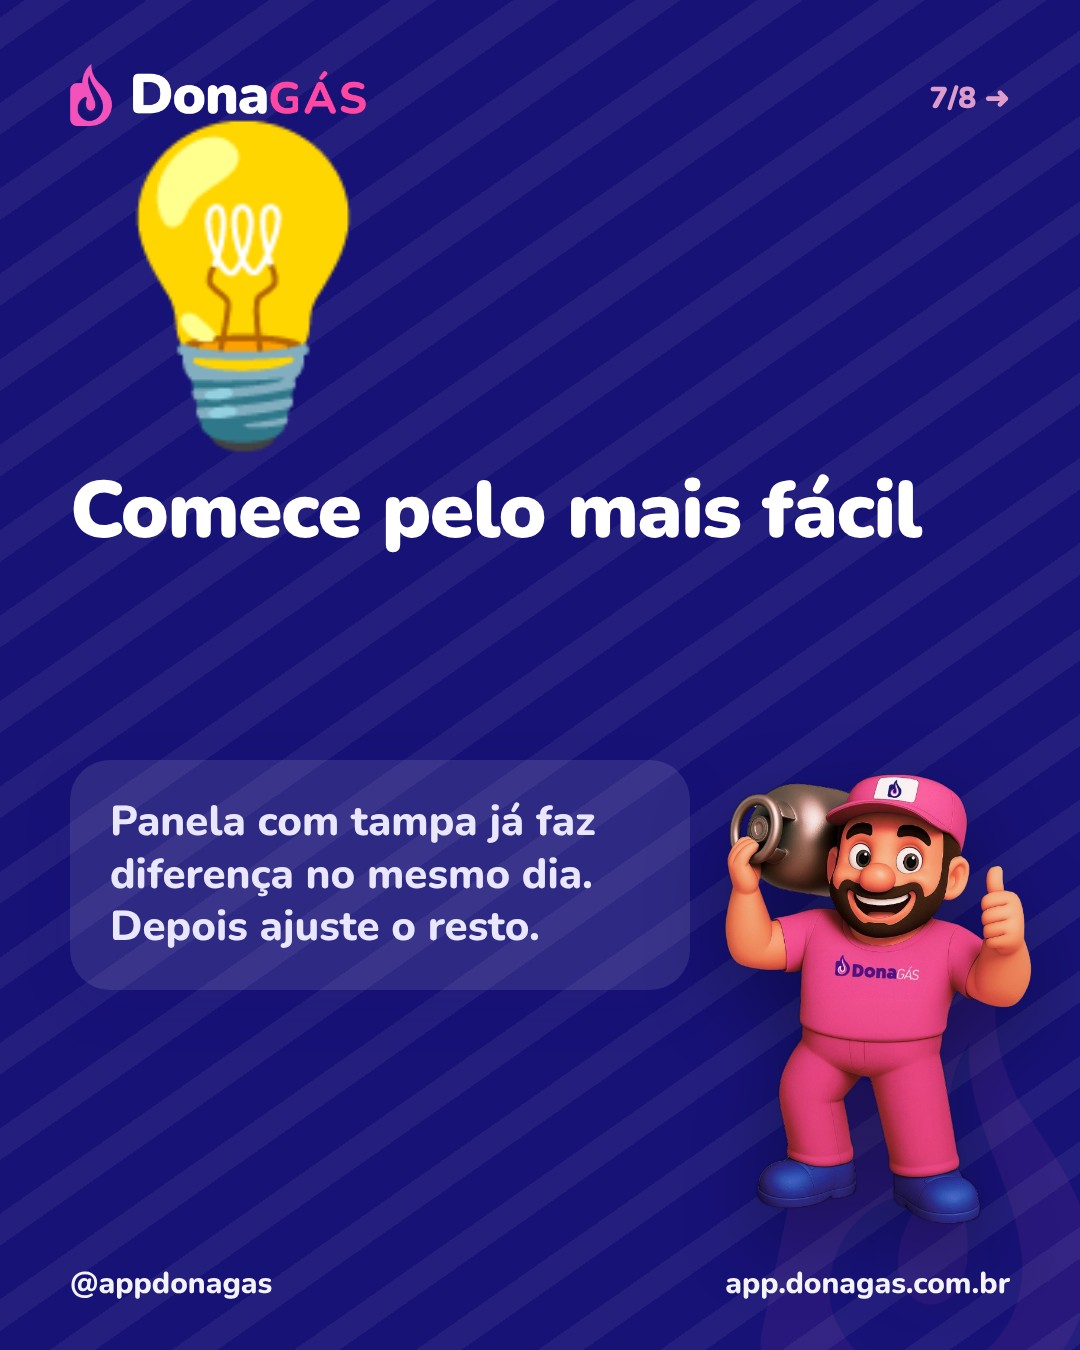 DonaGÁS
7/8 →
Comece pelo mais fácil
Panela com tampa já faz
diferença no mesmo dia.
Depois ajuste o resto.
DonaGÁS
@appdonagas
app.donagas.com.br